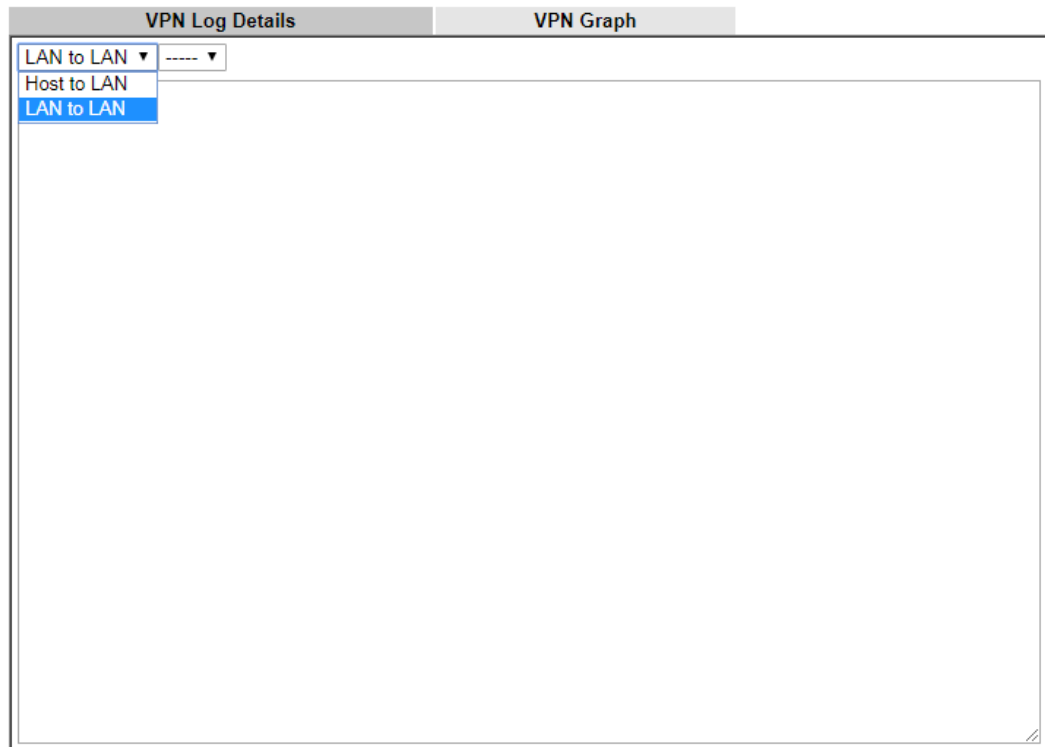 VPN Log Details VPN Graph
LAN to LAN ▼ ----- ▼
Host to LAN
LAN to LAN